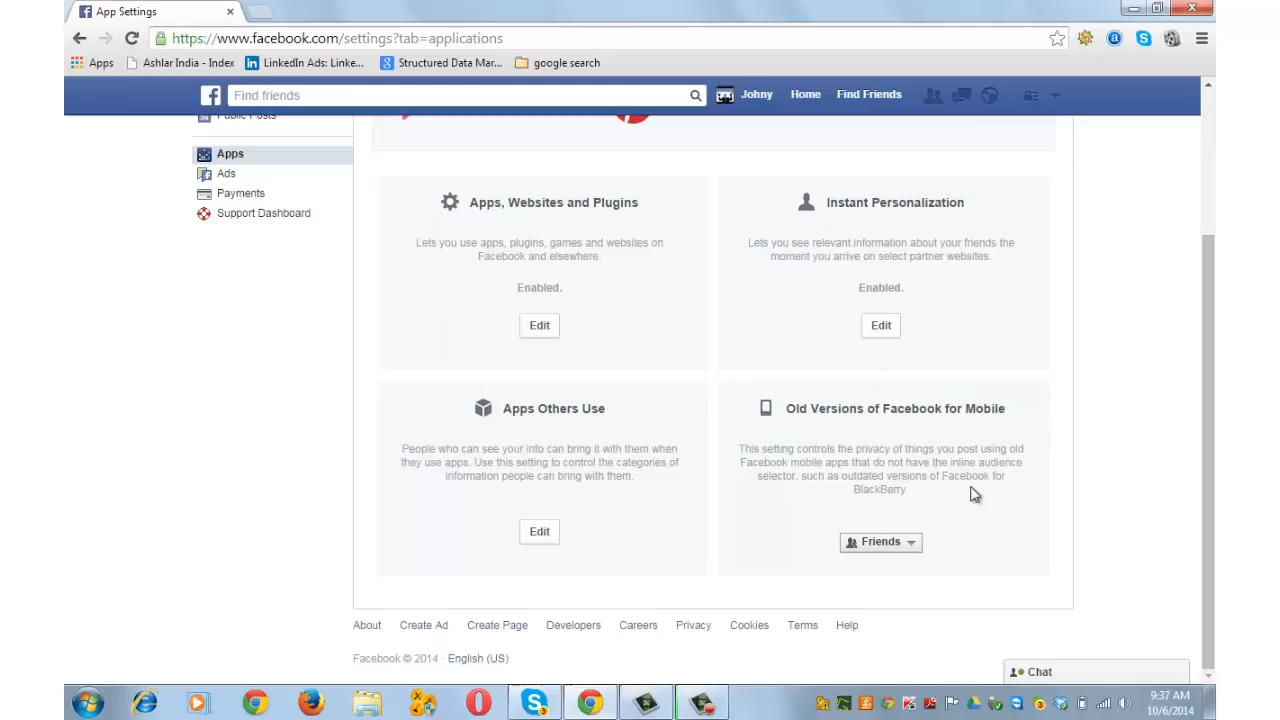 App Settings
https://www.facebook.com/settings?tab=applications
Apps Ashlar India - Index LinkedIn Ads: Linke... Structured Data Mar... google search
Find friends Johny Home Find Friends
Public Posts
Apps
Ads
Payments
Support Dashboard
Apps, Websites and Plugins
Lets you use apps, plugins, games and websites on
Facebook and elsewhere.
Enabled.
Edit
Instant Personalization
Lets you see relevant information about your friends the
moment you arrive on select partner websites.
Enabled.
Edit
Apps Others Use
People who can see your info can bring it with them when
they use apps. Use this setting to control the categories of
information people can bring with them.
Edit
Old Versions of Facebook for Mobile
This setting controls the privacy of things you post using old
Facebook mobile apps that do not have the inline audience
selector, such as outdated versions of Facebook for
BlackBerry.
Friends
About Create Ad Create Page Developers Careers Privacy Cookies Terms Help
Facebook © 2014 · English (US)
Chat
9:37 AM
10/6/2014